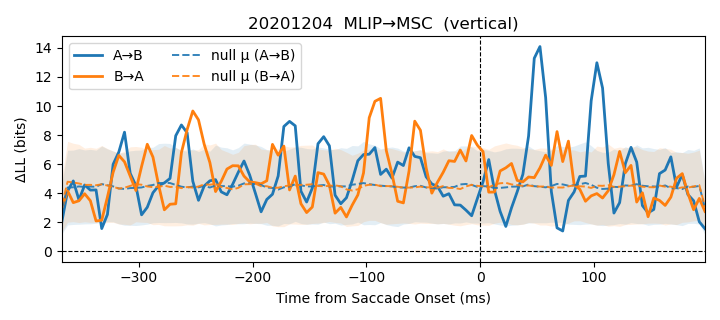 20201204  MLIP→MSC  (vertical)
A→B
B→A
null μ (A→B)
null μ (B→A)
ΔLL (bits)
14
12
10
8
6
4
2
0
−300
−200
−100
0
100
Time from Saccade Onset (ms)